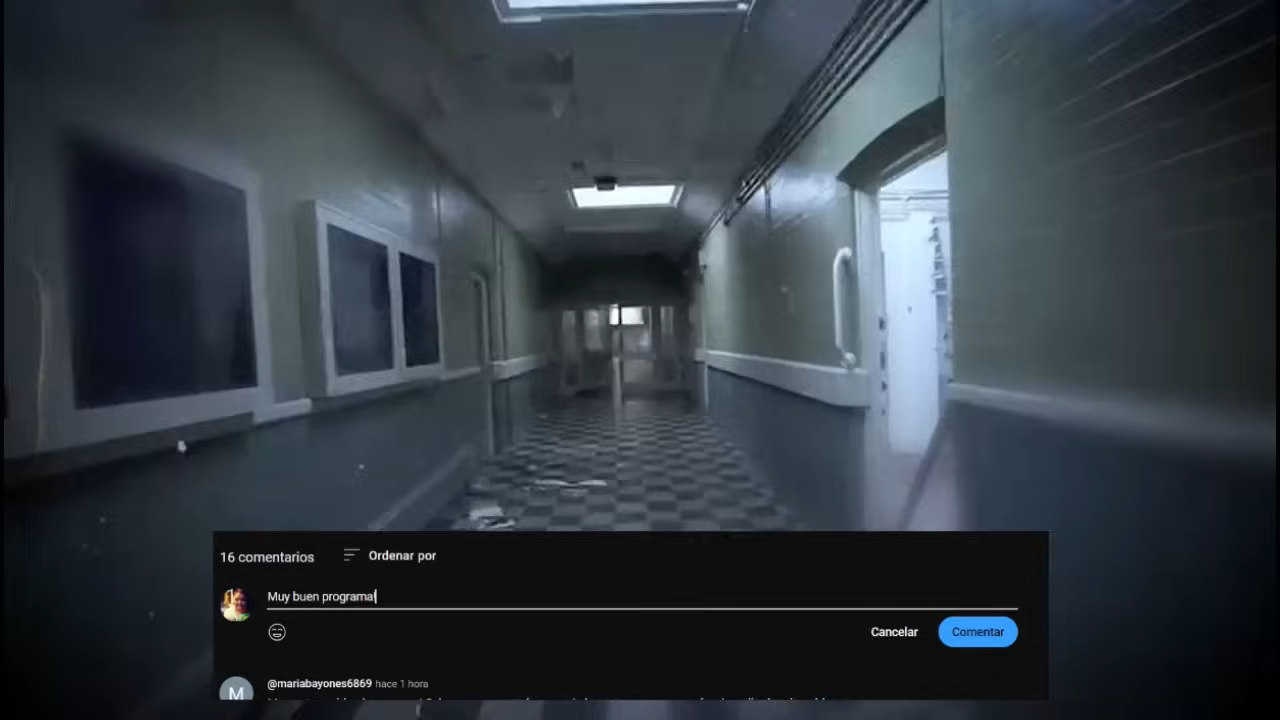 16 comentarios
Ordenar por
Muy buen programa!
Cancelar
Comentar
M
@mariabayones6869 hace 1 hora